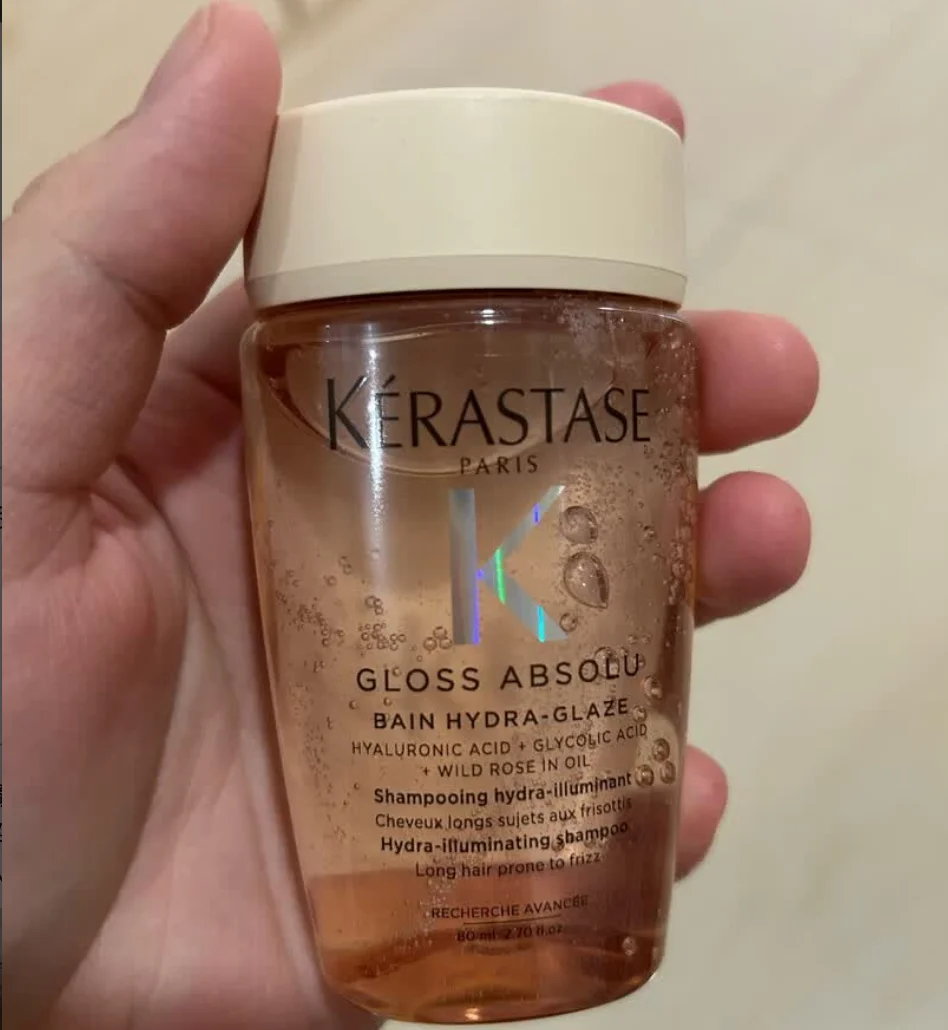 KÉRASTASE
PARIS
K
GLOSS ABSOLU
BAIN HYDRA-GLAZE
HYALURONIC ACID + GLYCOLIC ACID
+ WILD ROSE IN OIL
Shampooing hydra-illuminant
Cheveux longs sujets aux frisottis
Hydra-illuminating shampoo
Long hair prone to frizz
RECHERCHE AVANCÉE
80 ml 2.70 fl.oz